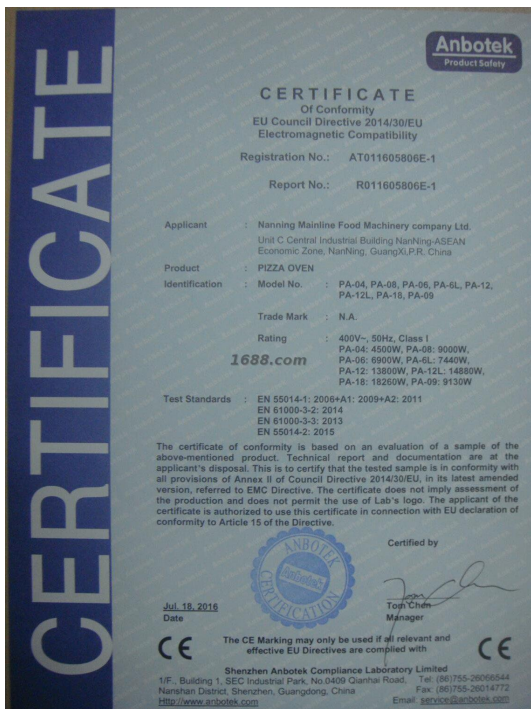 CERTIFICATE
Anbotek
Product Safety
CERTIFICATE
Of Conformity
EU Council Directive 2014/30/EU
Electromagnetic Compatibility
Registration No.: AT011605806E-1
Report No.: R011605806E-1
Applicant : Nanning Mainline Food Machinery company Ltd.
Unit C Central Industrial Building NanNing-ASEAN
Economic Zone, NanNing, GuangXi,P.R, China
Product : PIZZA OVEN
Identification : Model No. : PA-04, PA-08, PA-06, PA-6L, PA-12,
PA-12L, PA-18, PA-09
Trade Mark : N.A.
Rating : 400V~, 50Hz, Class I
PA-04: 4500W, PA-08: 9000W,
PA-06: 6900W, PA-6L: 7440W,
PA-12: 13800W, PA-12L: 14880W,
PA-18: 18260W, PA-09: 9130W
1688.com
Test Standards : EN 55014-1: 2006+A1: 2009+A2: 2011
EN 61000-3-2: 2014
EN 61000-3-3: 2013
EN 55014-2: 2015
The certificate of conformity is based on an evaluation of a sample of the
above-mentioned product. Technical report and documentation are at the
applicant's disposal. This is to certify that the tested sample is in conformity with
all provisions of Annex II of Council Directive 2014/30/EU, in its latest amended
version, referred to EMC Directive. The certificate does not imply assessment of
the production and does not permit the use of Lab's logo. The applicant of the
certificate is authorized to use this certificate in connection with EU declaration of
conformity to Article 15 of the Directive.
ANBOTEK
Anbotek
CERTIFICATION
Certified by
Jul. 18, 2016
Date
Tom Chen
Manager
CE
The CE Marking may only be used if all relevant and
effective EU Directives are complied with
CE
Shenzhen Anbotek Compliance Laboratory Limited
1/F., Building 1, SEC Industrial Park, No.0409 Qianhai Road, Tel: (86)755-26066544
Nanshan District, Shenzhen, Guangdong, China Fax: (86)755-26014772
Http://www.anbotek.com Email: service@anbotek.com